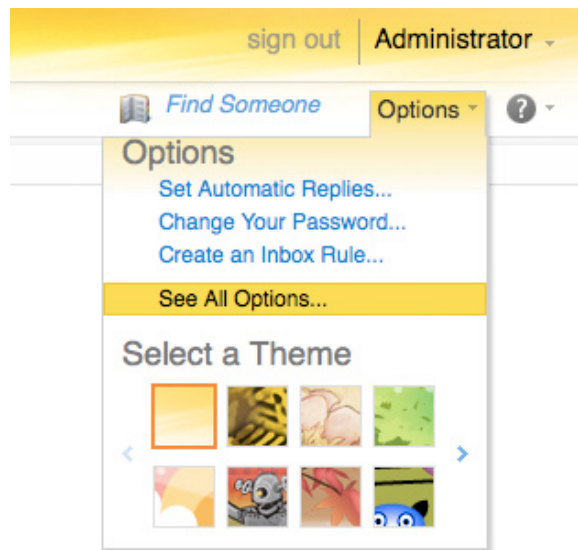 sign out Administrator
Find Someone Options ?
Options
Set Automatic Replies...
Change Your Password...
Create an Inbox Rule...
See All Options...
Select a Theme